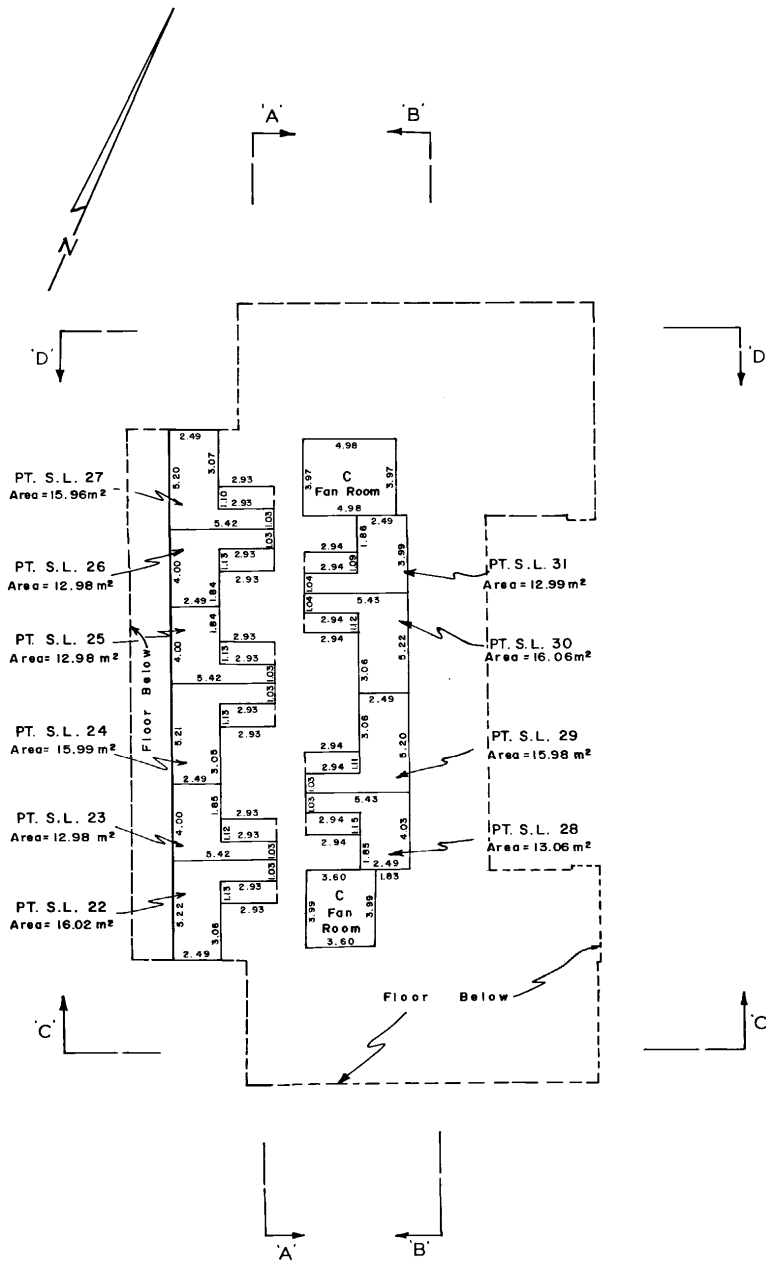 'A'
'B'
N
'D'
'D'
2.49
5.20
3.07
2.93
1.10
2.93
1.03
5.42
PT. S.L. 27
Area = 15.96 m²
4.98
3.97
C
Fan Room
3.97
4.98
1.03
4.00
1.13
2.93
2.93
1.84
2.49
PT. S.L. 26
Area = 12.98 m²
2.49
1.86
3.99
2.94
2.94
1.09
1.04
5.43
PT. S.L. 31
Area = 12.99 m²
1.84
4.00
2.93
1.13
2.93
1.03
5.42
PT. S.L. 25
Area = 12.98 m²
1.04
2.94
1.12
2.94
3.06
5.22
2.49
PT. S.L. 30
Area = 16.06 m²
Floor Below
1.03
5.21
2.93
1.13
2.93
3.05
2.49
PT. S.L. 24
Area = 15.99 m²
3.06
5.20
2.94
2.94
1.11
1.03
5.43
PT. S.L. 29
Area = 15.98 m²
1.85
4.00
2.93
1.12
2.93
1.03
5.42
PT. S.L. 23
Area = 12.98 m²
1.03
2.94
1.15
2.94
4.03
1.85
2.49
PT. S.L. 28
Area = 13.06 m²
1.03
2.93
1.13
2.93
5.22
3.06
2.49
PT. S.L. 22
Area = 16.02 m²
3.60
1.83
3.99
C
Fan
Room
3.99
3.60
Floor Below
'C'
'C'
'A'
'B'